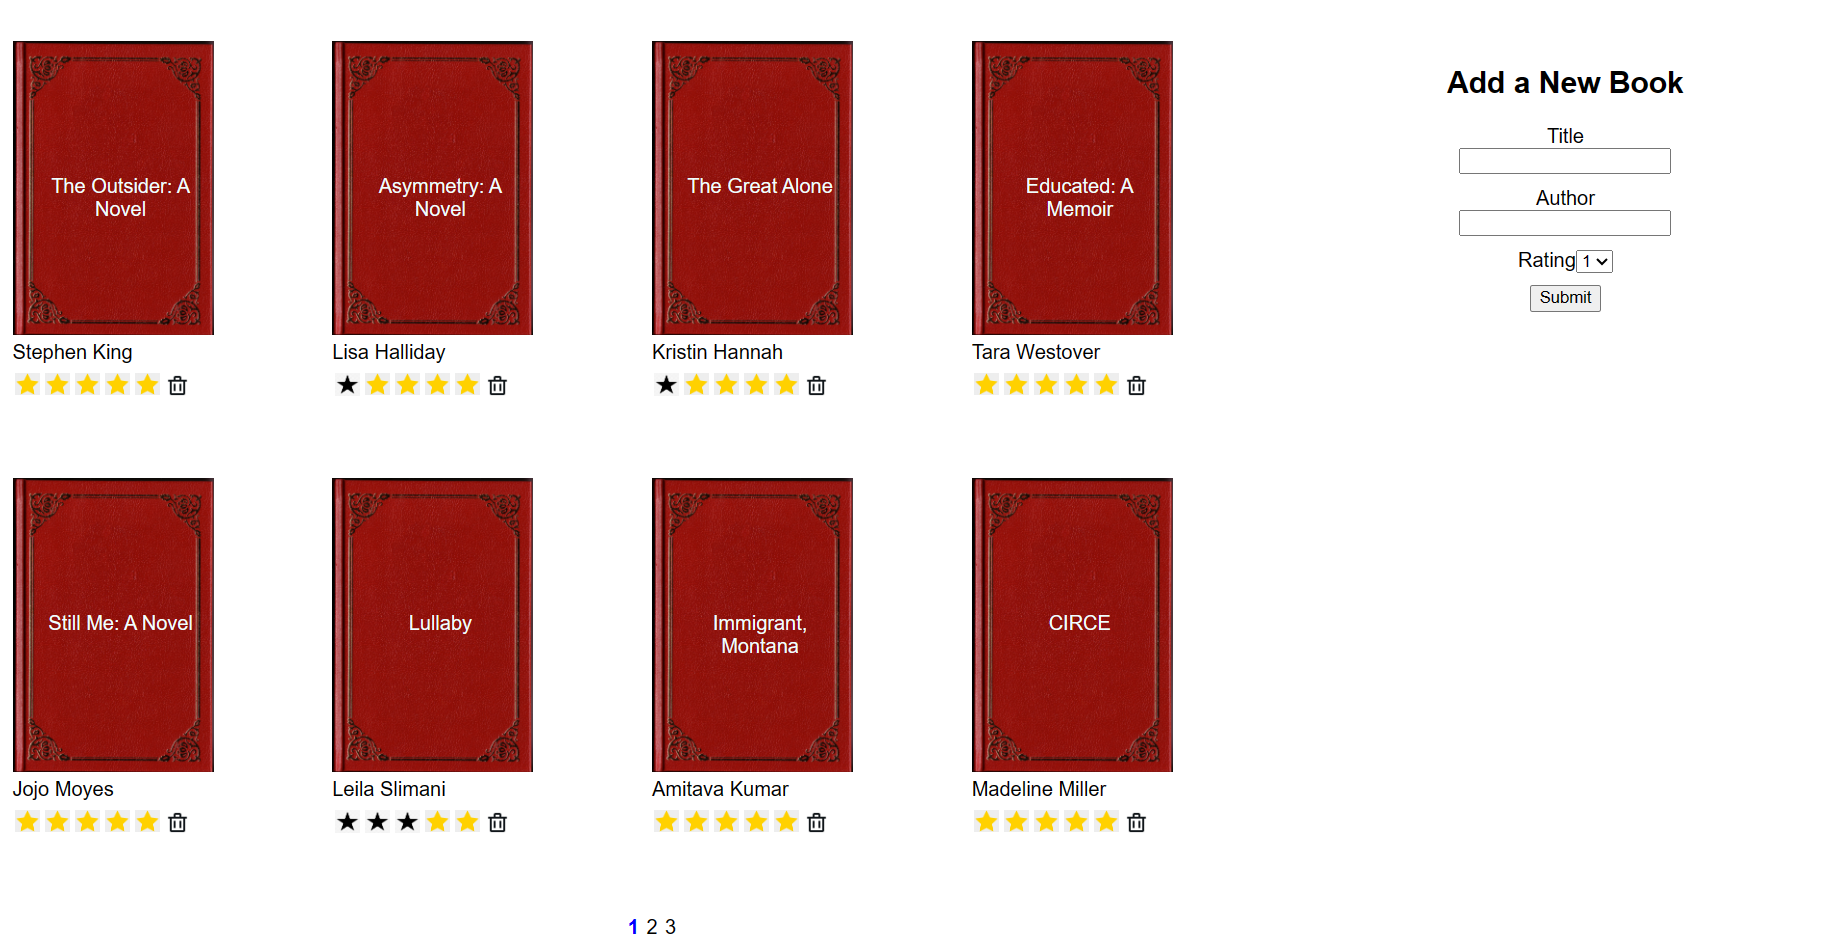 The Outsider: A
Novel
Stephen King
Asymmetry: A
Novel
Lisa Halliday
The Great Alone
Kristin Hannah
Educated: A
Memoir
Tara Westover
Still Me: A Novel
Jojo Moyes
Lullaby
Leila Slimani
Immigrant,
Montana
Amitava Kumar
CIRCE
Madeline Miller
1 2 3
Add a New Book
Title
Author
Rating 1
Submit